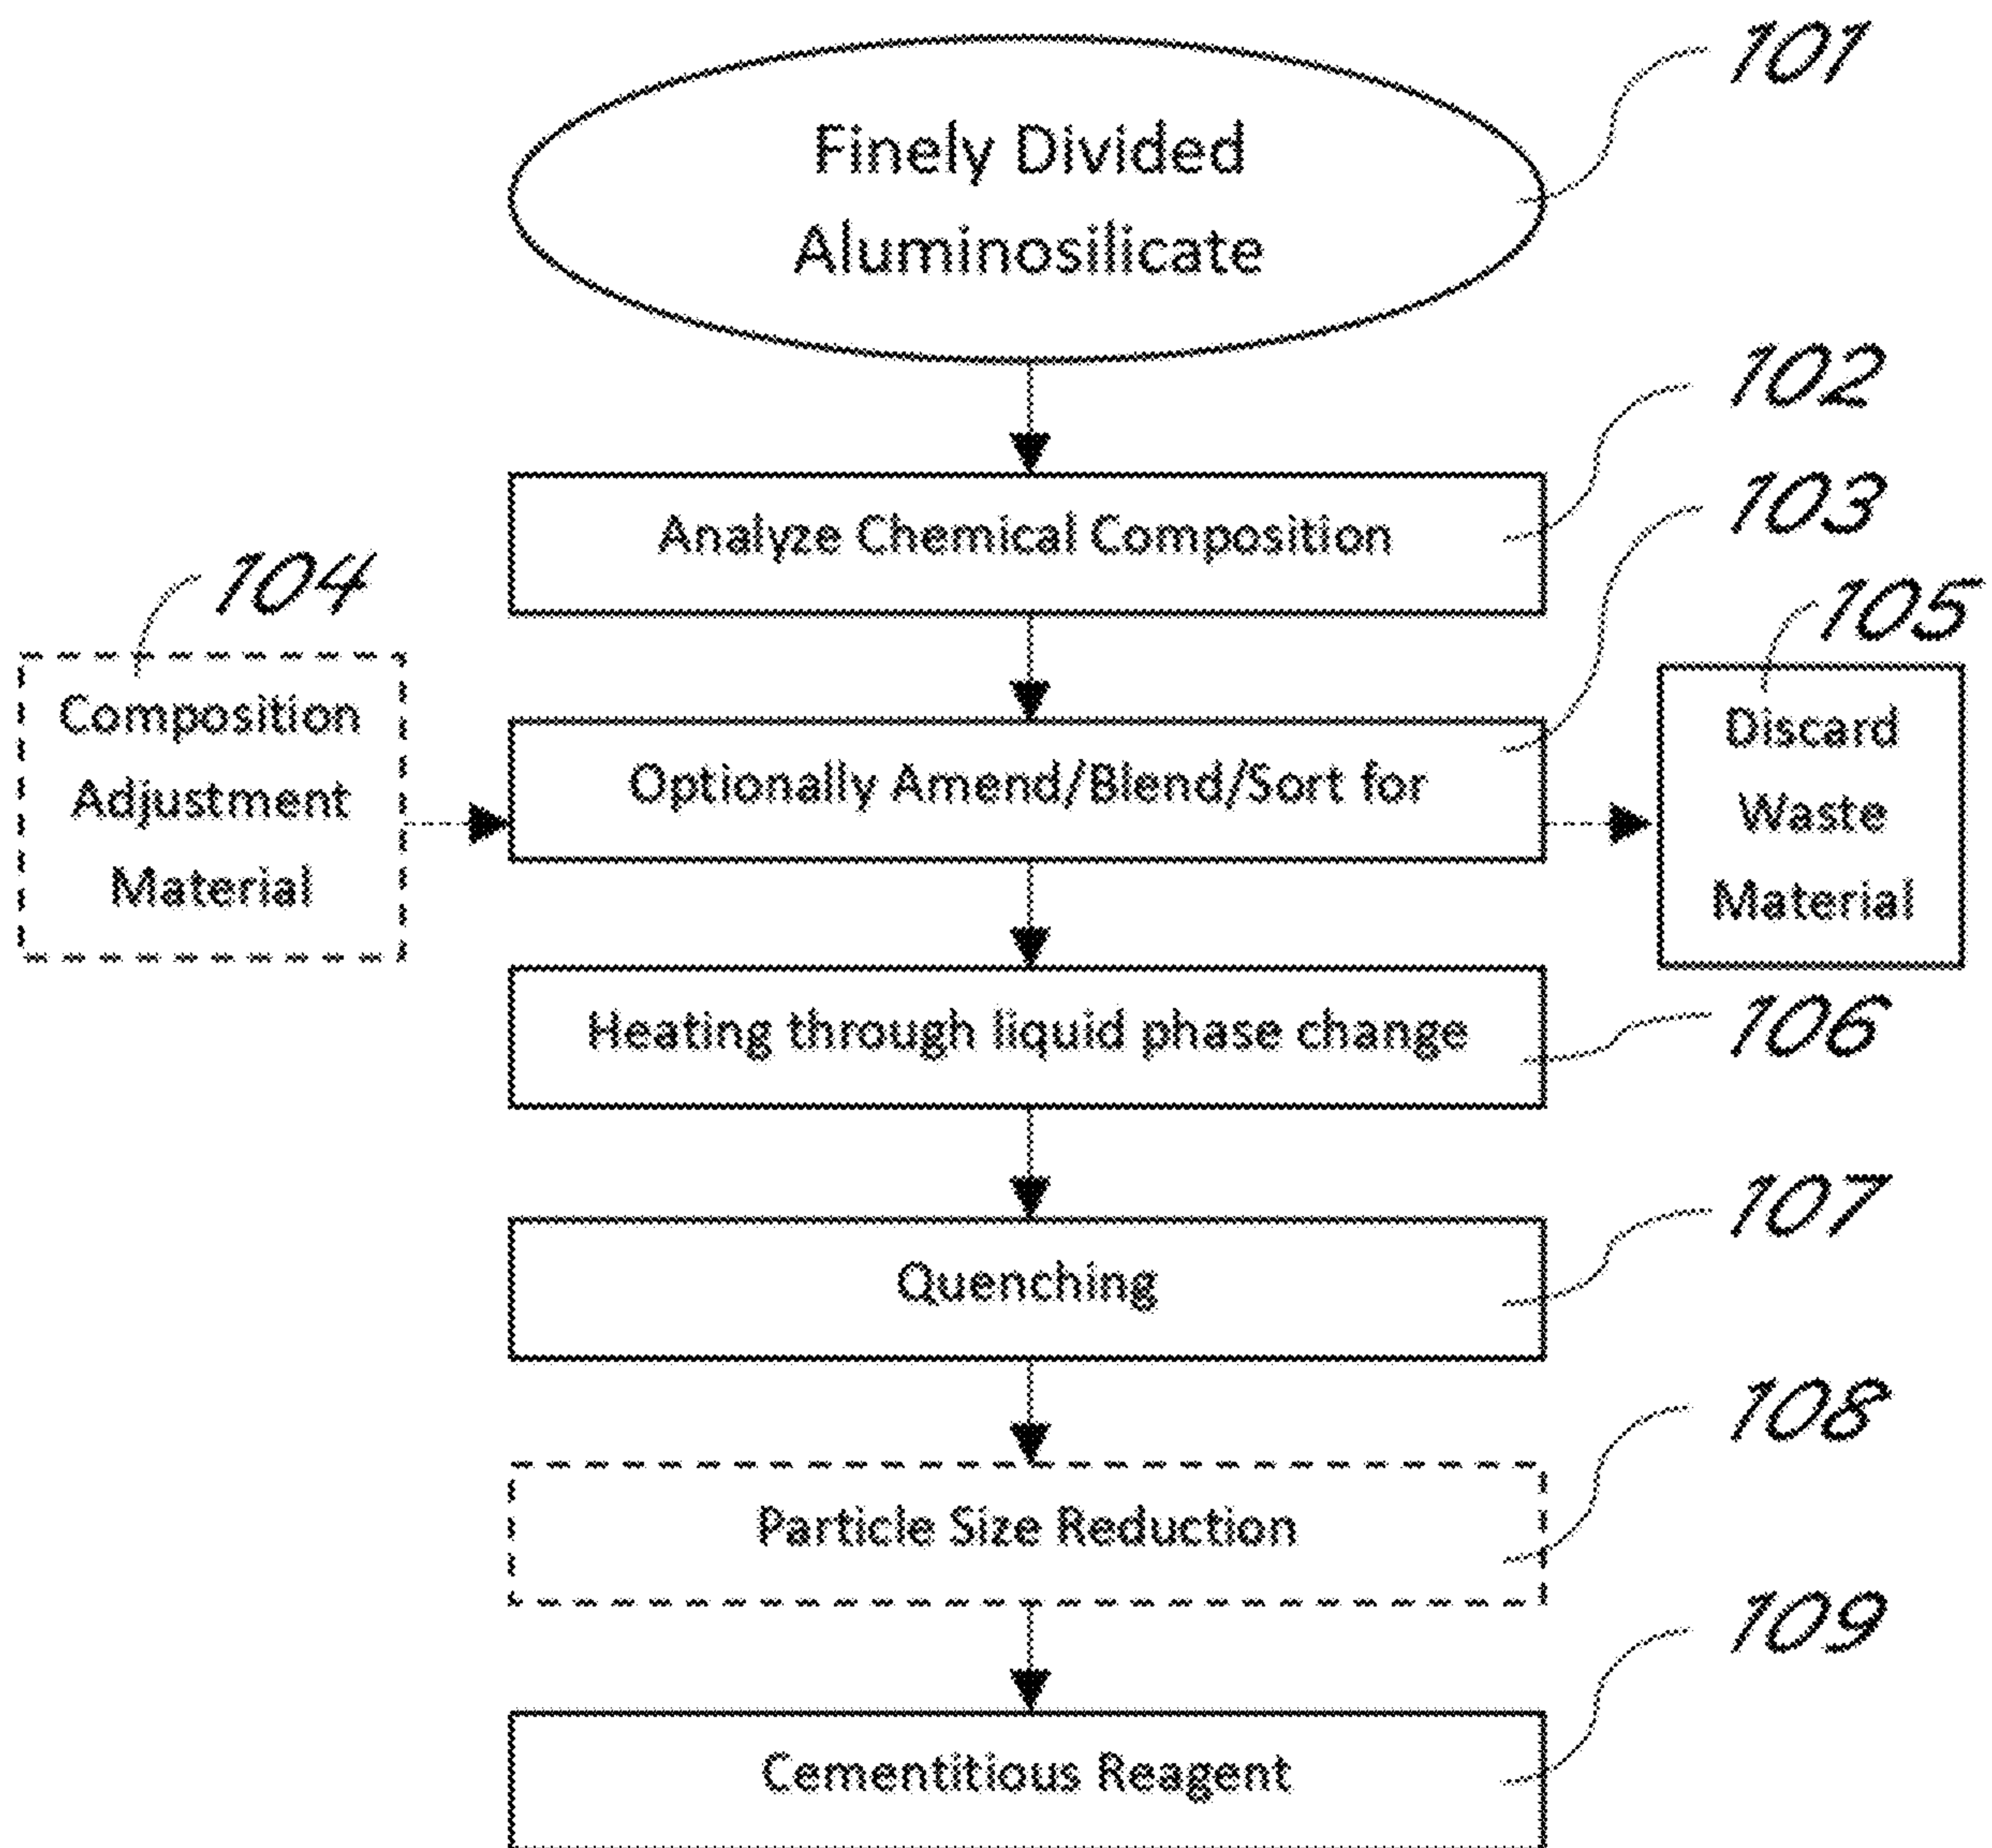 101
Finely Divided
Aluminosilicate
102
Analyze Chemical Composition
103
104
Composition
Adjustment
Material
Optionally Amend/Blend/Sort for
105
Discard
Waste
Material
106
Heating through liquid phase change
107
Quenching
108
Particle Size Reduction
109
Cementitious Reagent